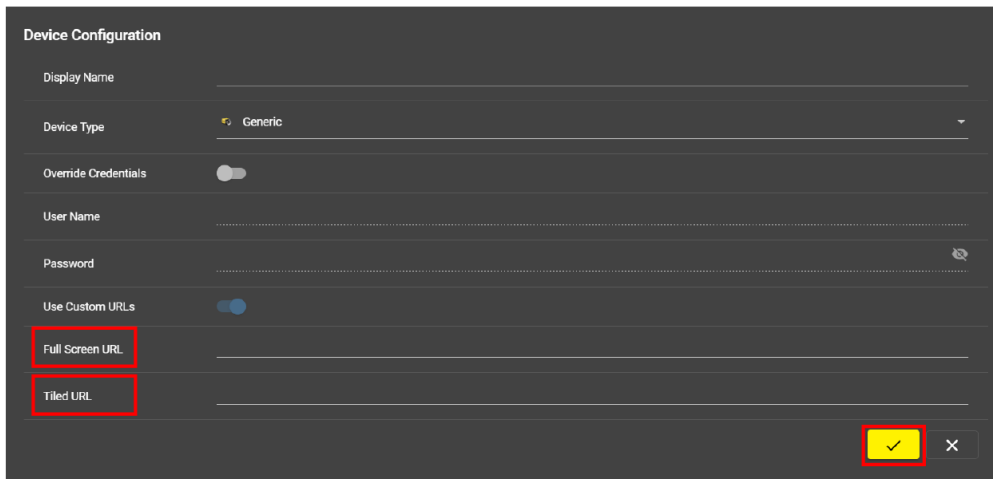 Device Configuration
Display Name
Device Type Generic
Override Credentials
User Name
Password
Use Custom URLs
Full Screen URL
Tiled URL